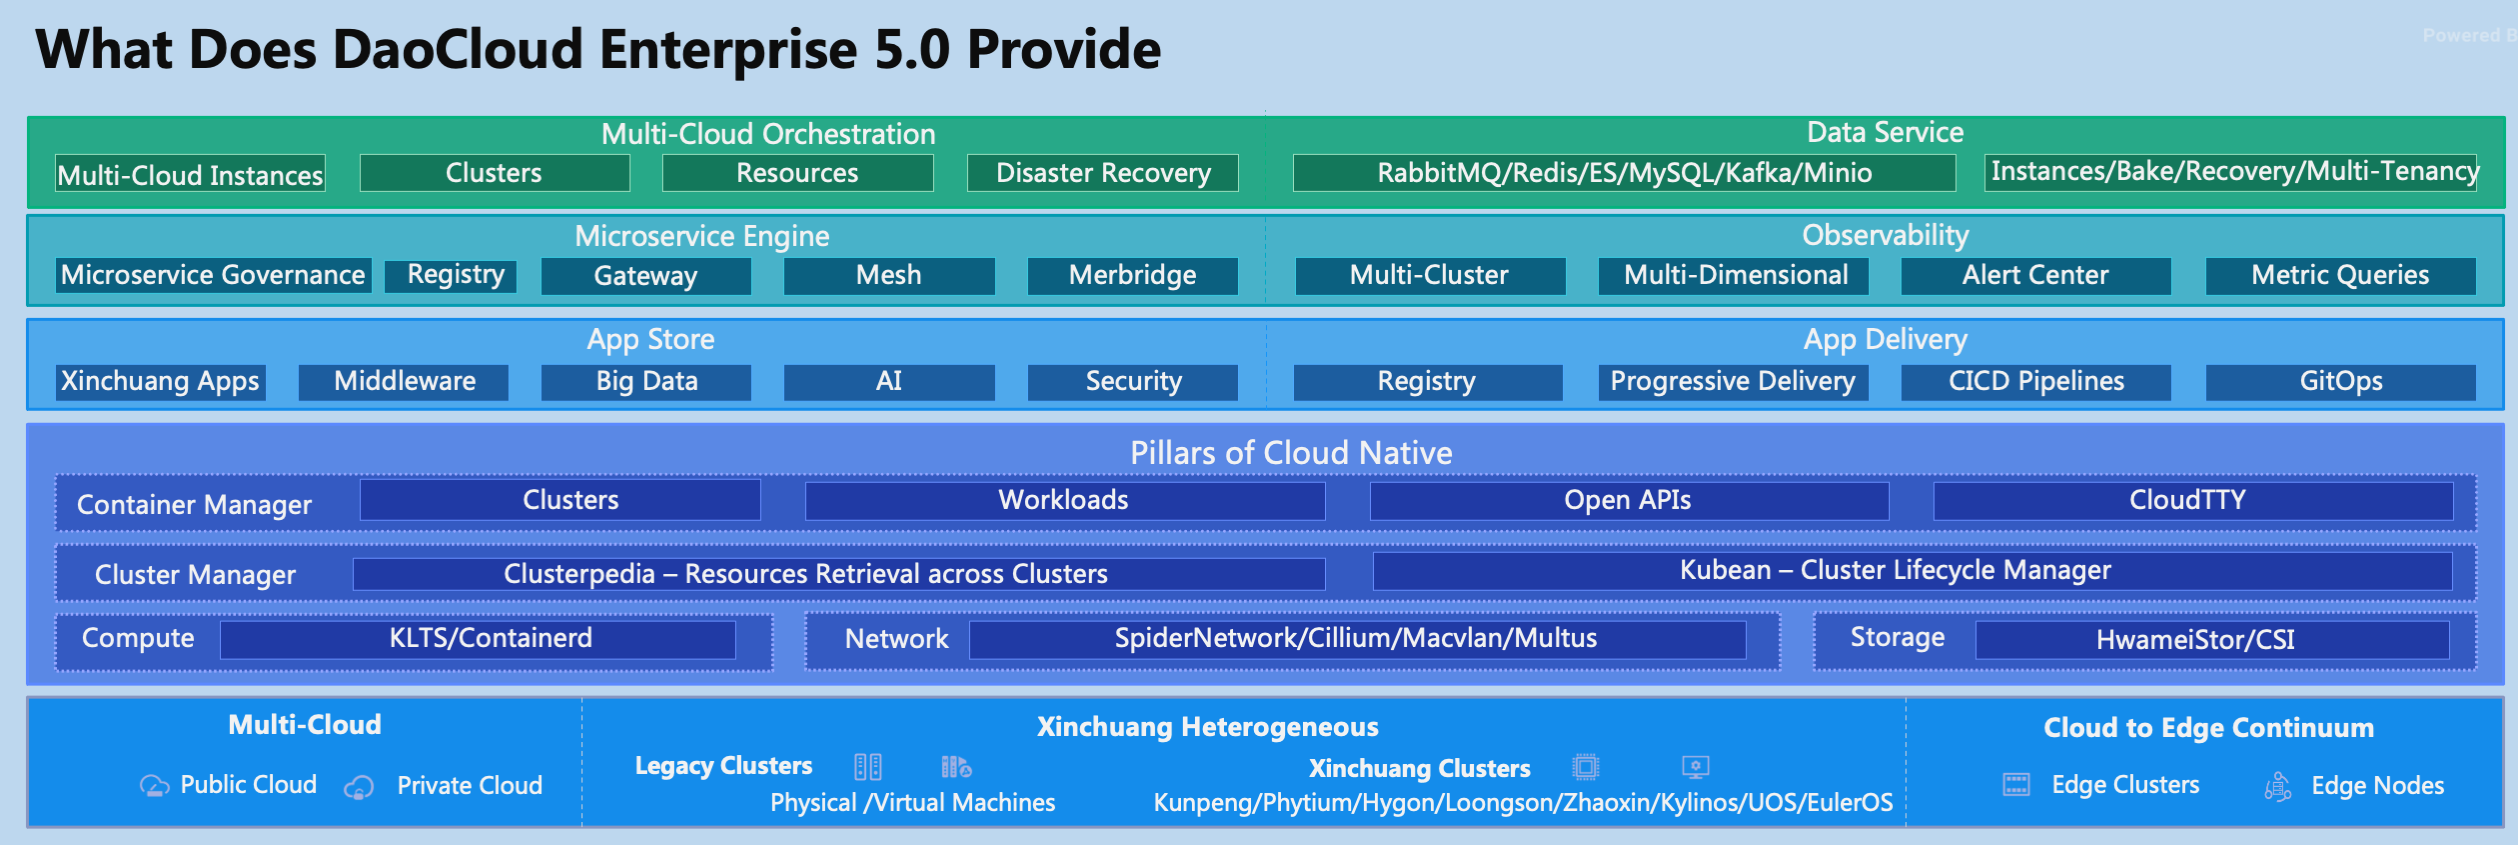 What Does DaoCloud Enterprise 5.0 Provide
Powered B
Multi-Cloud Orchestration
Multi-Cloud Instances
Clusters
Resources
Disaster Recovery
Data Service
RabbitMQ/Redis/ES/MySQL/Kafka/Minio
Instances/Bake/Recovery/Multi-Tenancy
Microservice Engine
Microservice Governance
Registry
Gateway
Mesh
Merbridge
Observability
Multi-Cluster
Multi-Dimensional
Alert Center
Metric Queries
App Store
Xinchuang Apps
Middleware
Big Data
AI
Security
App Delivery
Registry
Progressive Delivery
CICD Pipelines
GitOps
Pillars of Cloud Native
Container Manager
Clusters
Workloads
Open APIs
CloudTTY
Cluster Manager
Clusterpedia – Resources Retrieval across Clusters
Kubean – Cluster Lifecycle Manager
Compute
KLTS/Containerd
Network
SpiderNetwork/Cillium/Macvlan/Multus
Storage
HwameiStor/CSI
Multi-Cloud
Public Cloud
Private Cloud
Xinchuang Heterogeneous
Legacy Clusters
Physical /Virtual Machines
Xinchuang Clusters
Kunpeng/Phytium/Hygon/Loongson/Zhaoxin/Kylinos/UOS/EulerOS
Cloud to Edge Continuum
Edge Clusters
Edge Nodes